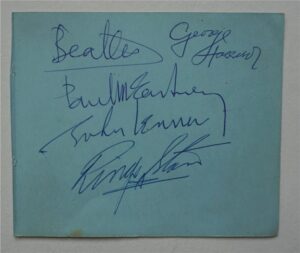 Beatles George
Harrison
Paul McCartney
John Lennon
Ringo Starr